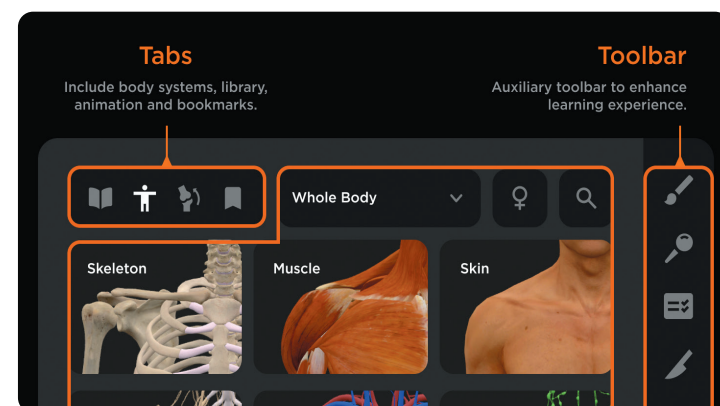 Tabs
Include body systems, library,
animation and bookmarks.
Toolbar
Auxiliary toolbar to enhance
learning experience.
Whole Body
Skeleton
Muscle
Skin